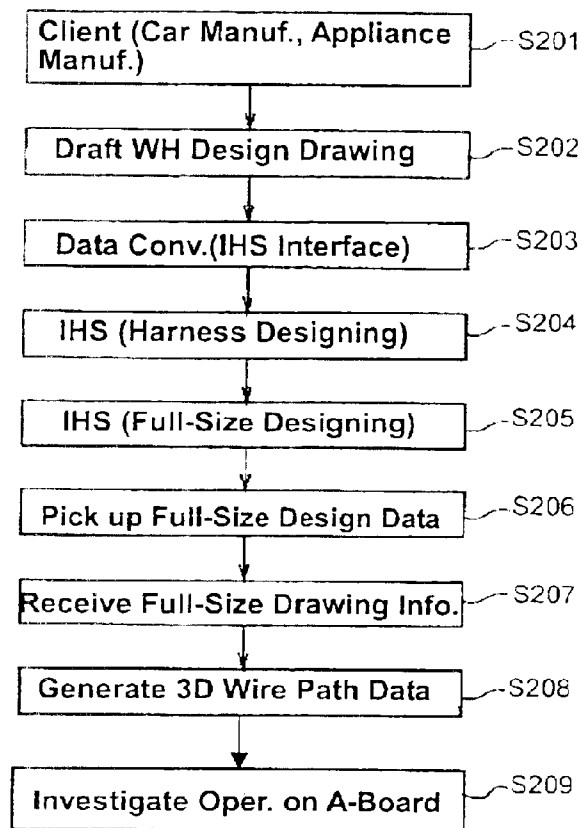 Client (Car Manuf., Appliance
Manuf.)
S201
Draft WH Design Drawing
S202
Data Conv.(IHS Interface)
S203
IHS (Harness Designing)
S204
IHS (Full-Size Designing)
S205
Pick up Full-Size Design Data
S206
Receive Full-Size Drawing Info.
S207
Generate 3D Wire Path Data
S208
Investigate Oper. on A-Board
S209